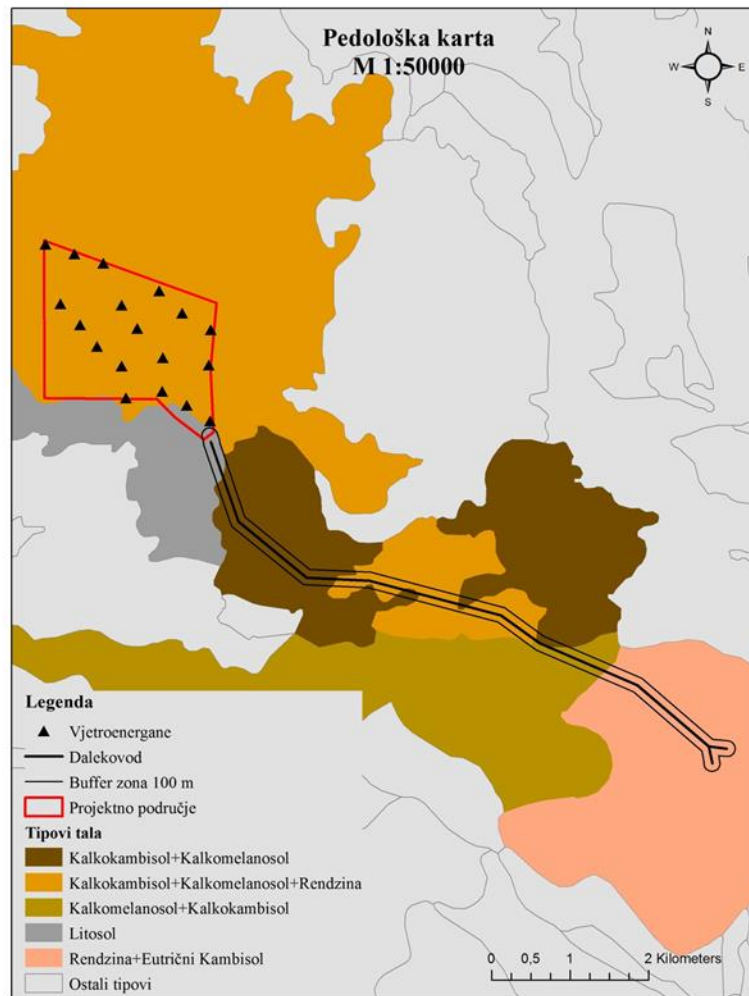 Pedološka karta
M 1:50000
N
W E
S
Legenda
Vjetroenergane
Dalekovod
Buffer zona 100 m
Projektno područje
Tipovi tala
Kalkokambisol+Kalkomelanosol
Kalkokambisol+Kalkomelanosol+Rendzina
Kalkomelanosol+Kalkokambisol
Litosol
Rendzina+Eutrični Kambisol
Ostali tipovi
0 0,5 1 2 Kilometers